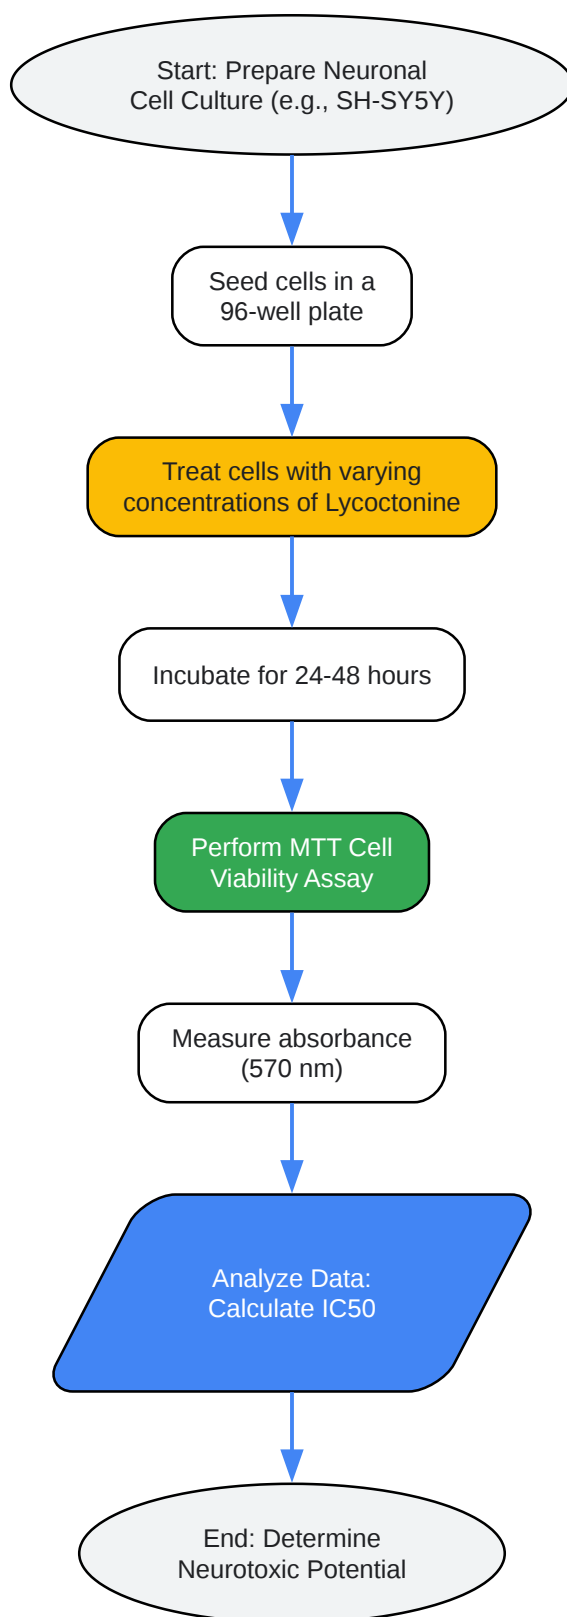 Start: Prepare Neuronal
Cell Culture (e.g., SH-SY5Y)
Seed cells in a
96-well plate
Treat cells with varying
concentrations of Lycoctonine
Incubate for 24-48 hours
Perform MTT Cell
Viability Assay
Measure absorbance
(570 nm)
Analyze Data:
Calculate IC50
End: Determine
Neurotoxic Potential